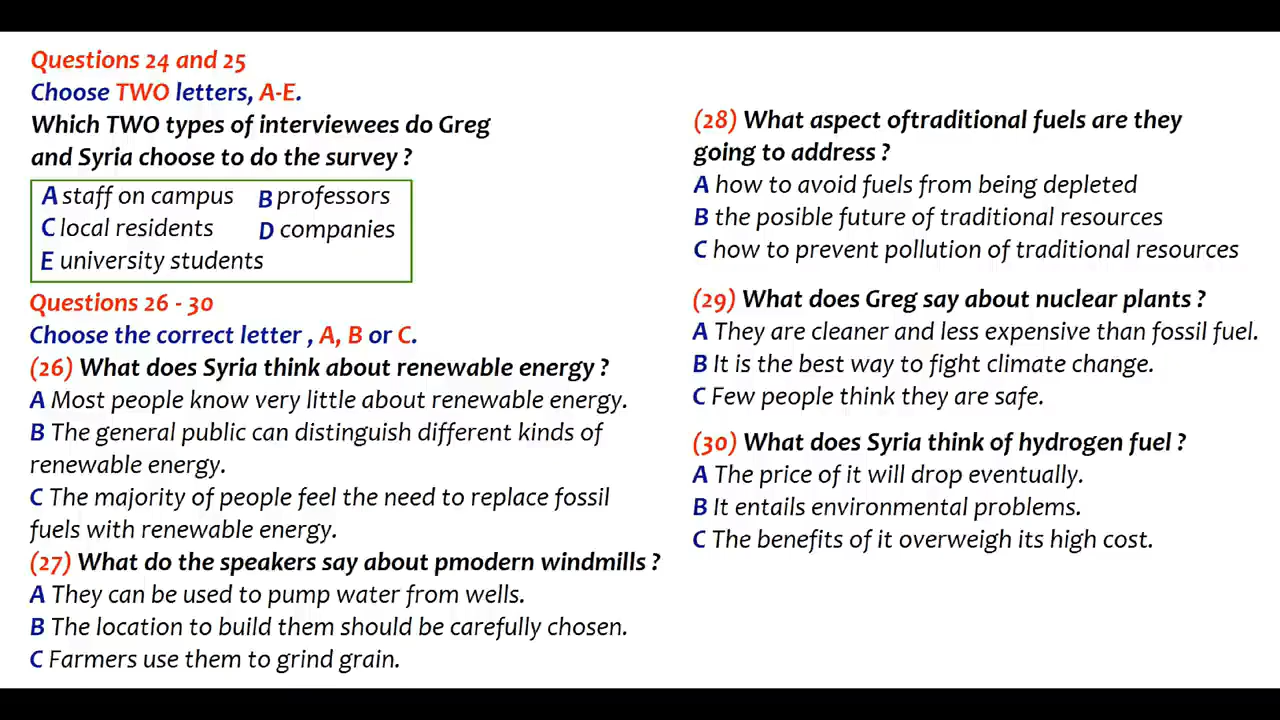 Questions 24 and 25
Choose TWO letters, A-E.
Which TWO types of interviewees do Greg
and Syria choose to do the survey ?
A staff on campus B professors
C local residents D companies
E university students
Questions 26 - 30
Choose the correct letter , A, B or C.
(26) What does Syria think about renewable energy ?
A Most people know very little about renewable energy.
B The general public can distinguish different kinds of
renewable energy.
C The majority of people feel the need to replace fossil
fuels with renewable energy.
(27) What do the speakers say about pmodern windmills ?
A They can be used to pump water from wells.
B The location to build them should be carefully chosen.
C Farmers use them to grind grain.
(28) What aspect oftraditional fuels are they
going to address ?
A how to avoid fuels from being depleted
B the posible future of traditional resources
C how to prevent pollution of traditional resources
(29) What does Greg say about nuclear plants ?
A They are cleaner and less expensive than fossil fuel.
B It is the best way to fight climate change.
C Few people think they are safe.
(30) What does Syria think of hydrogen fuel ?
A The price of it will drop eventually.
B It entails environmental problems.
C The benefits of it overweigh its high cost.